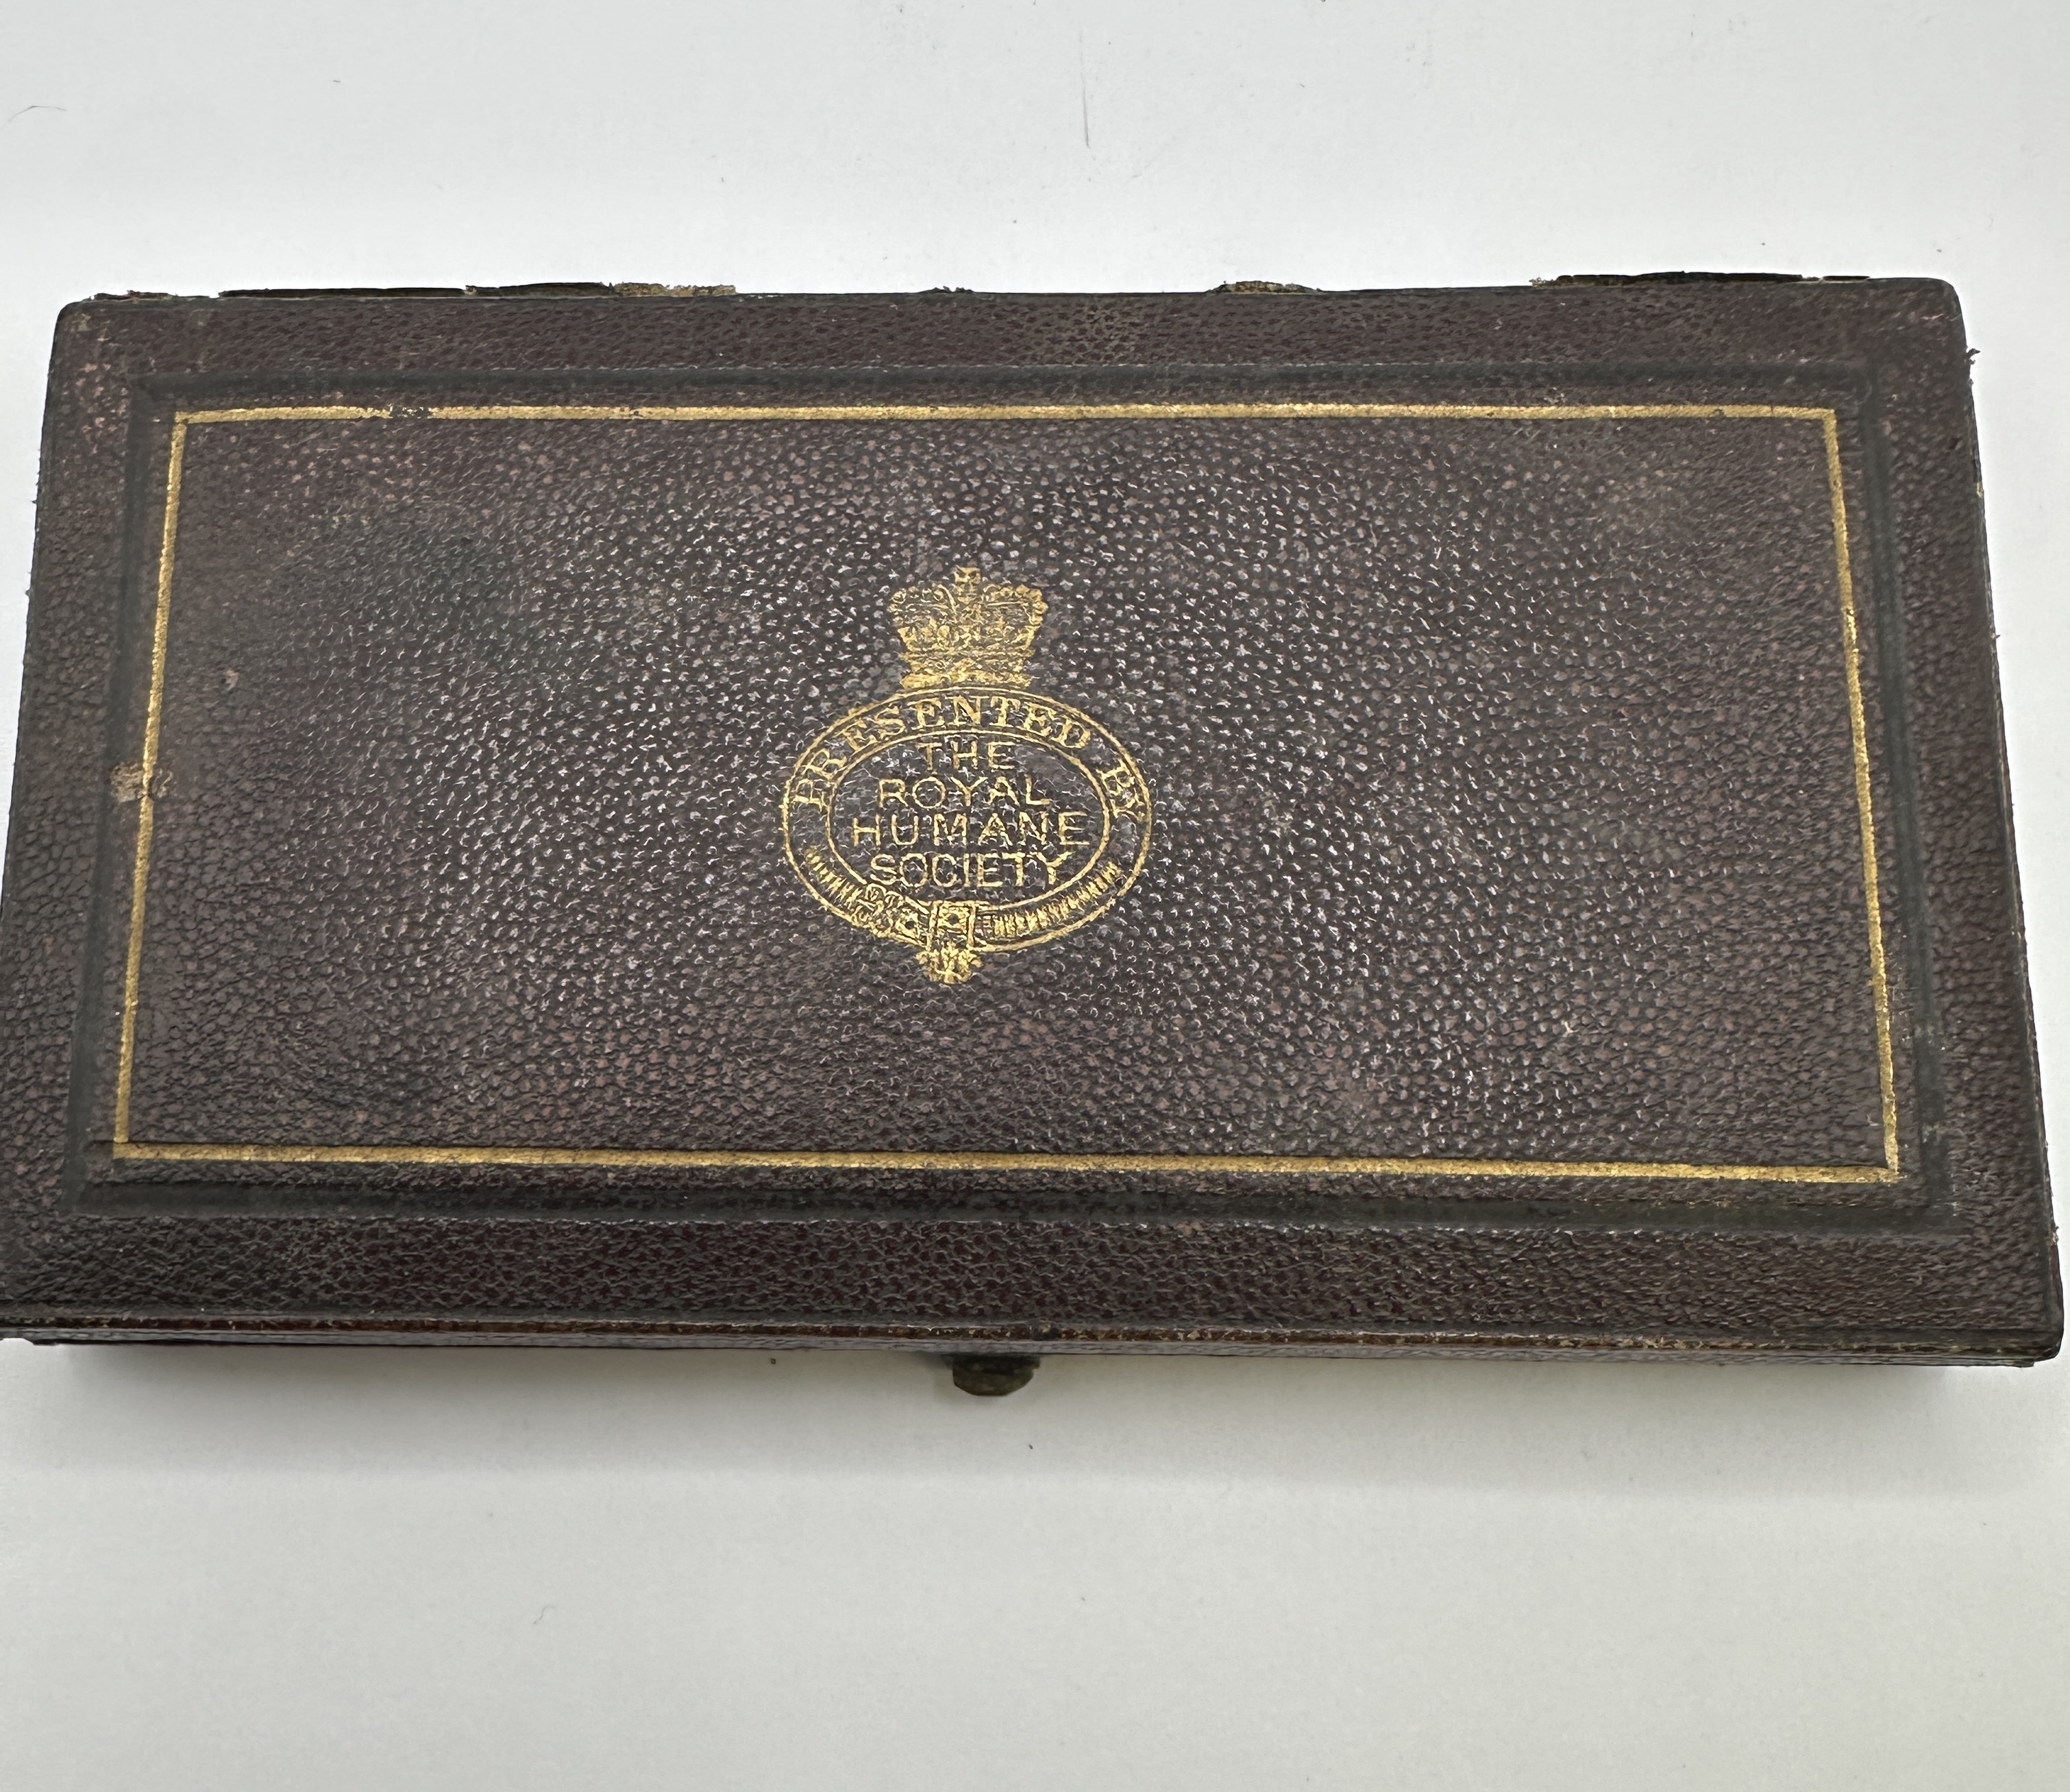 PRESENTED BY
THE
ROYAL
HUMANE
SOCIETY